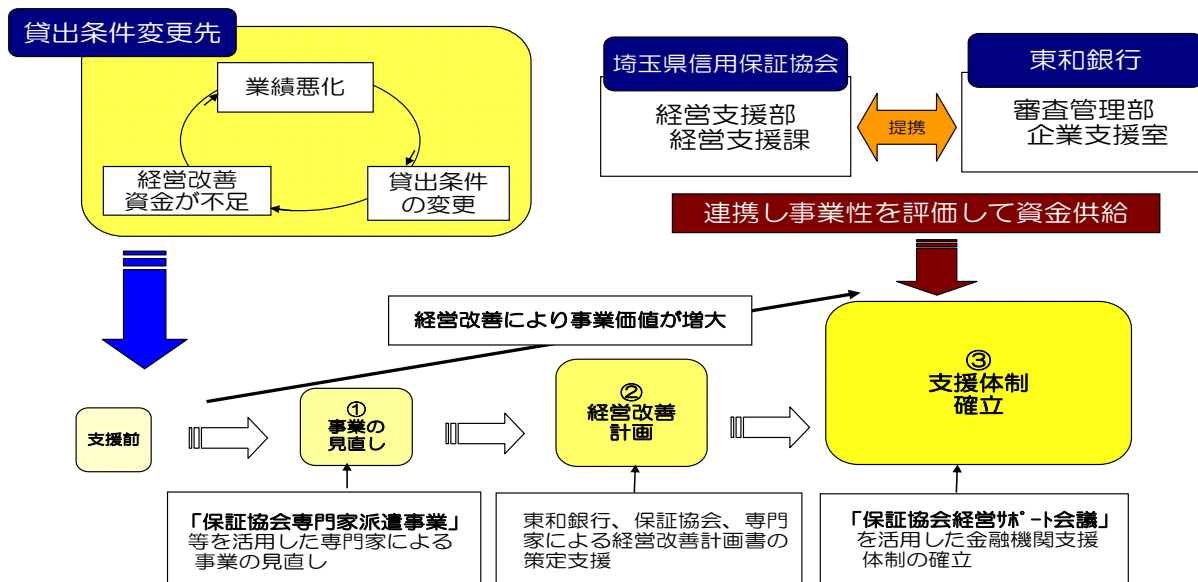 貸出条件変更先
業績悪化
経営改善
資金が不足
貸出条件
の変更
埼玉県信用保証協会
経営支援部
経営支援課
提携
東和銀行
審査管理部
企業支援室
連携し事業性を評価して資金供給
経営改善により事業価値が増大
支援前
①
事業の
見直し
②
経営改善
計画
③
支援体制
確立
「保証協会専門家派遣事業」
等を活用した専門家による
事業の見直し
東和銀行、保証協会、専門
家による経営改善計画書の
策定支援
「保証協会経営ｻﾎﾟｰﾄ会議」
を活用した金融機関支援
体制の確立